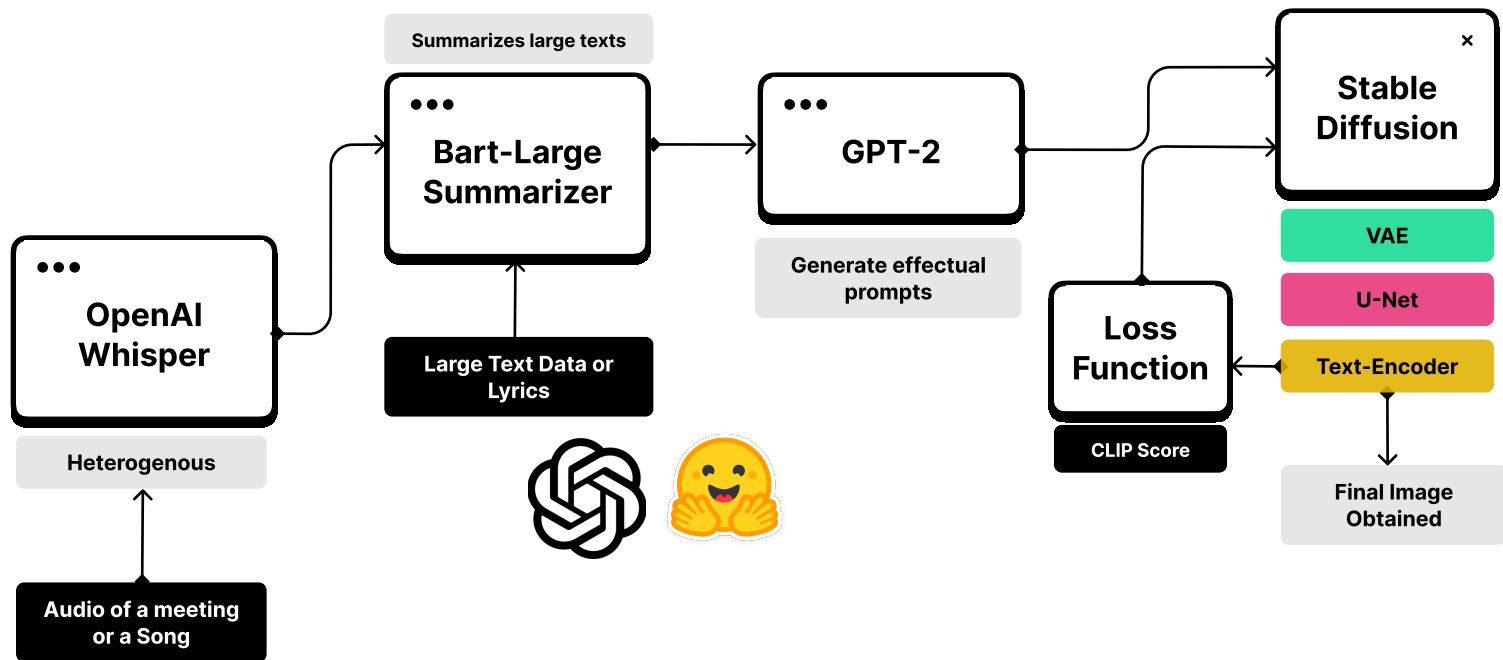 Summarizes large texts
Bart-Large
Summarizer
GPT-2
Stable
Diffusion
VAE
U-Net
Text-Encoder
OpenAI
Whisper
Generate effectual
prompts
Loss
Function
CLIP Score
Large Text Data or
Lyrics
Heterogenous
Final Image
Obtained
Audio of a meeting
or a Song